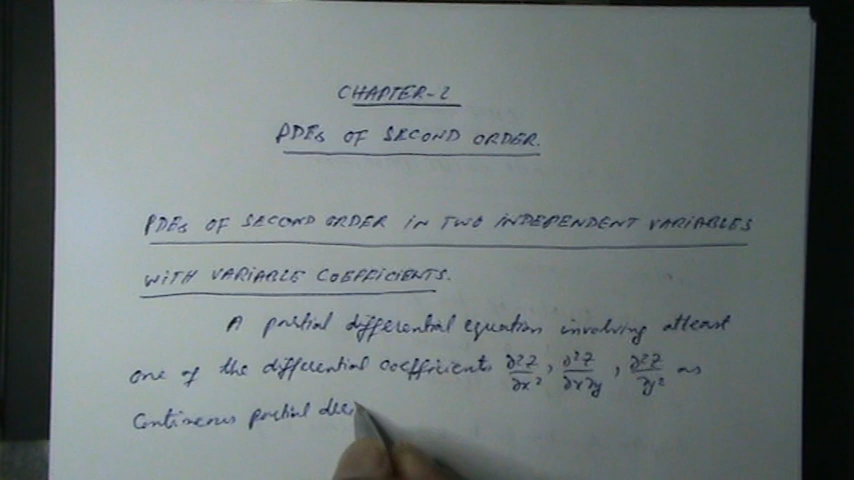 CHAPTER-2
PDEs OF SECOND ORDER.
PDEs OF SECOND ORDER IN TWO INDEPENDENT VARIABLES
WITH VARIABLE COEFFICIENTS.
A partial differential equation involving atleast
one of the differential coefficients ∂²Z/∂x², ∂²Z/∂x∂y, ∂²Z/∂y² as
Continuous partial